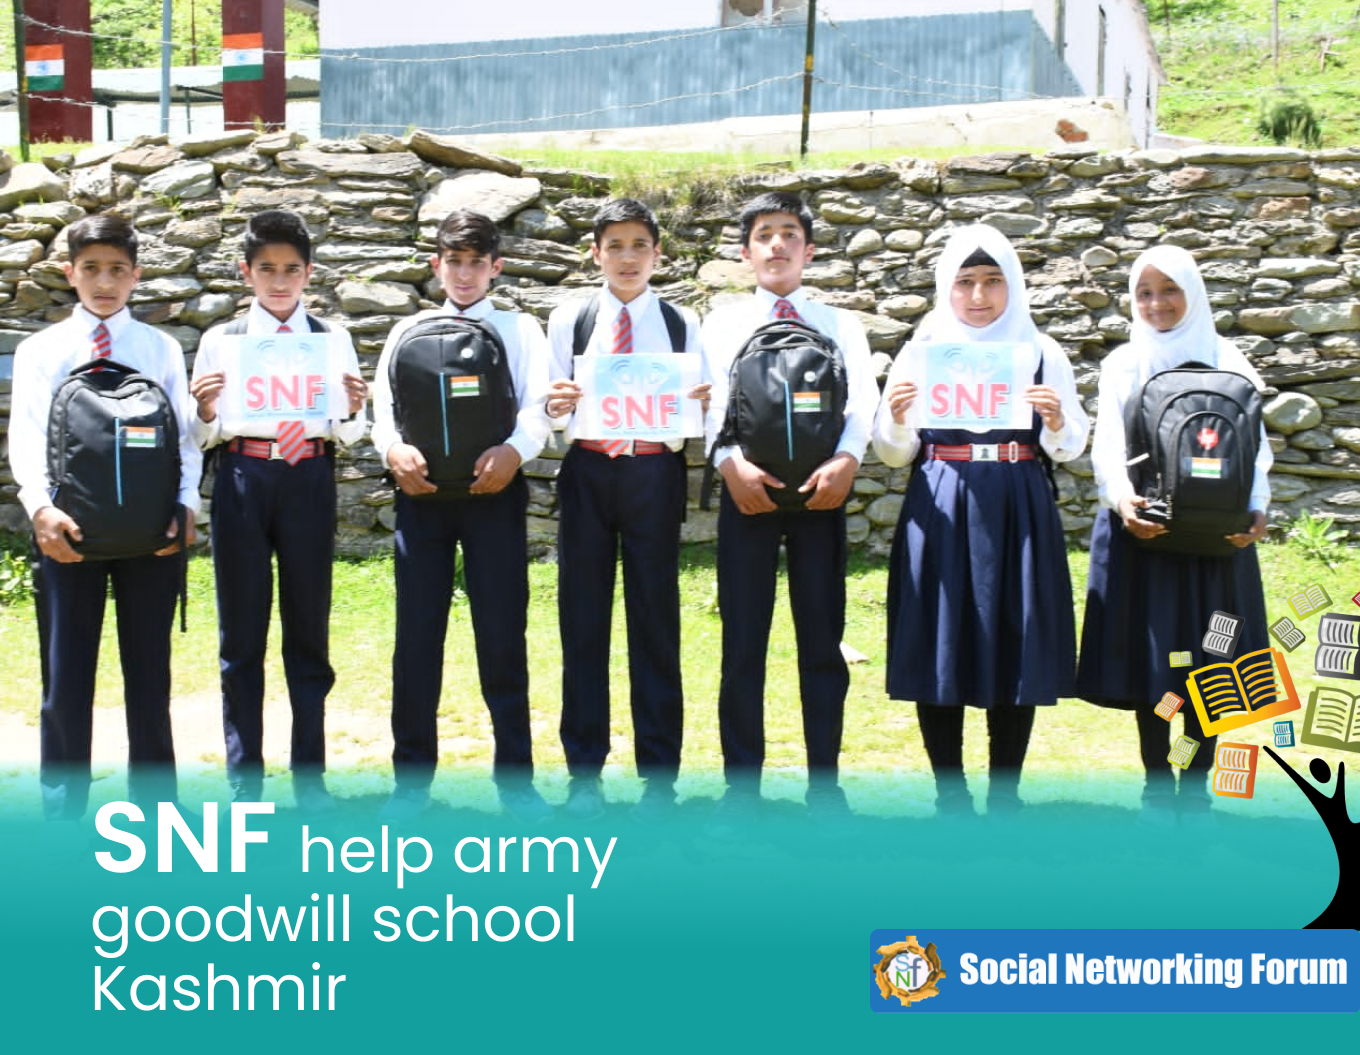 SNF
SNF
SNF
SNF help army
goodwill school
Kashmir
Social Networking Forum